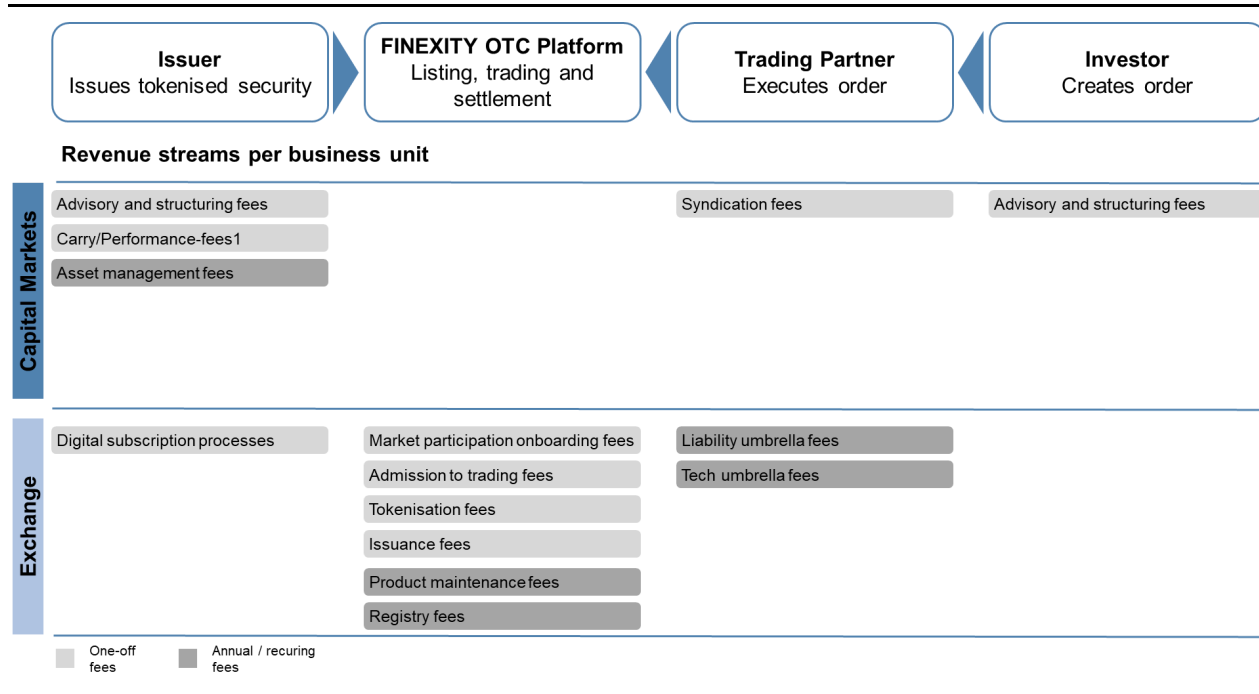 Issuer
Issues tokenised security
FINEXITY OTC Platform
Listing, trading and
settlement
Trading Partner
Executes order
Investor
Creates order
Revenue streams per business unit
Capital Markets
Advisory and structuring fees
Syndication fees
Advisory and structuring fees
Carry/Performance-fees1
Asset management fees
Exchange
Digital subscription processes
Market participation onboarding fees
Liability umbrella fees
Admission to trading fees
Tech umbrella fees
Tokenisation fees
Issuance fees
Product maintenance fees
Registry fees
One-off
fees
Annual / recuring
fees